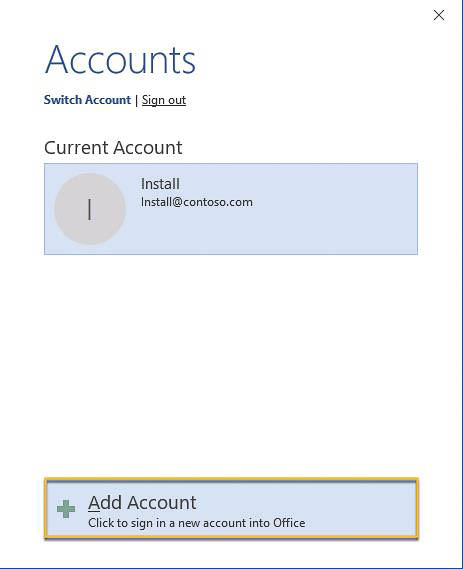 Accounts
Switch Account | Sign out
Current Account
I
Install
Install@contoso.com
Add Account
Click to sign in a new account into Office